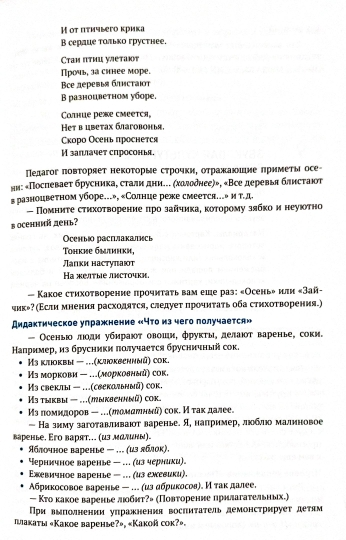 И от птичьего крика
В сердце только грустнее.
Стаи птиц улетают
Прочь, за синее море.
Все деревья блистают
В разноцветном уборе.
Солнце реже смеется,
Нет в цветах благовонья.
Скоро Осень проснется
И заплачет спросонья.
Педагог повторяет некоторые строчки, отражающие приметы осе-
ни: «Поспевает брусника, стали дни… (холоднее)», «Все деревья блистают
в разноцветном уборе…», «Солнце реже смеется…» и т.д.
— Помните стихотворение про зайчика, которому зябко и неуютно
в осенний день?
Осенью расплакались
Тонкие былинки,
Лапки наступают
На желтые листочки.
— Какое стихотворение прочитать вам еще раз: «Осень» или «Зай-
чик»? (Если мнения расходятся, следует прочитать оба стихотворения.)
Дидактическое упражнение «Что из чего получается»
— Осенью люди убирают овощи, фрукты, делают варенье, соки.
Например, из брусники получается брусничный сок.
• Из клюквы — …(клюквенный) сок.
• Из моркови — …(морковный) сок.
• Из свеклы — …(свекольный) сок.
• Из тыквы — …(тыквенный) сок.
• Из помидоров — …(томатный) сок. И так далее.
— На зиму заготавливают варенье. Я, например, люблю малиновое
варенье. Его варят… (из малины).
• Яблочное варенье — … (из яблок).
• Черничное варенье — … (из черники).
• Ежевичное варенье — … (из ежевики).
• Абрикосовое варенье — … (из абрикосов). И так далее.
— Кто какое варенье любит?» (Повторение прилагательных.)
При выполнении упражнения воспитатель демонстрирует детям
плакаты «Какое варенье?», «Какой сок?».